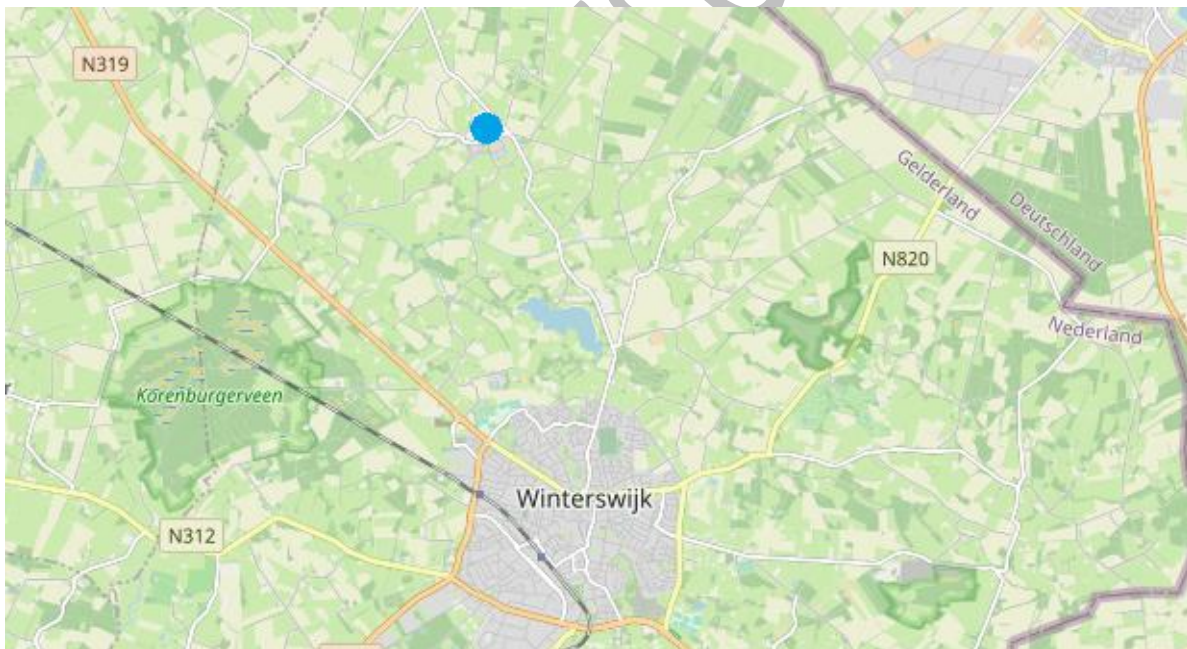 N319
Gelderland
Deutschland
N820
Nederland
Korenburgerveen
Winterswijk
N312